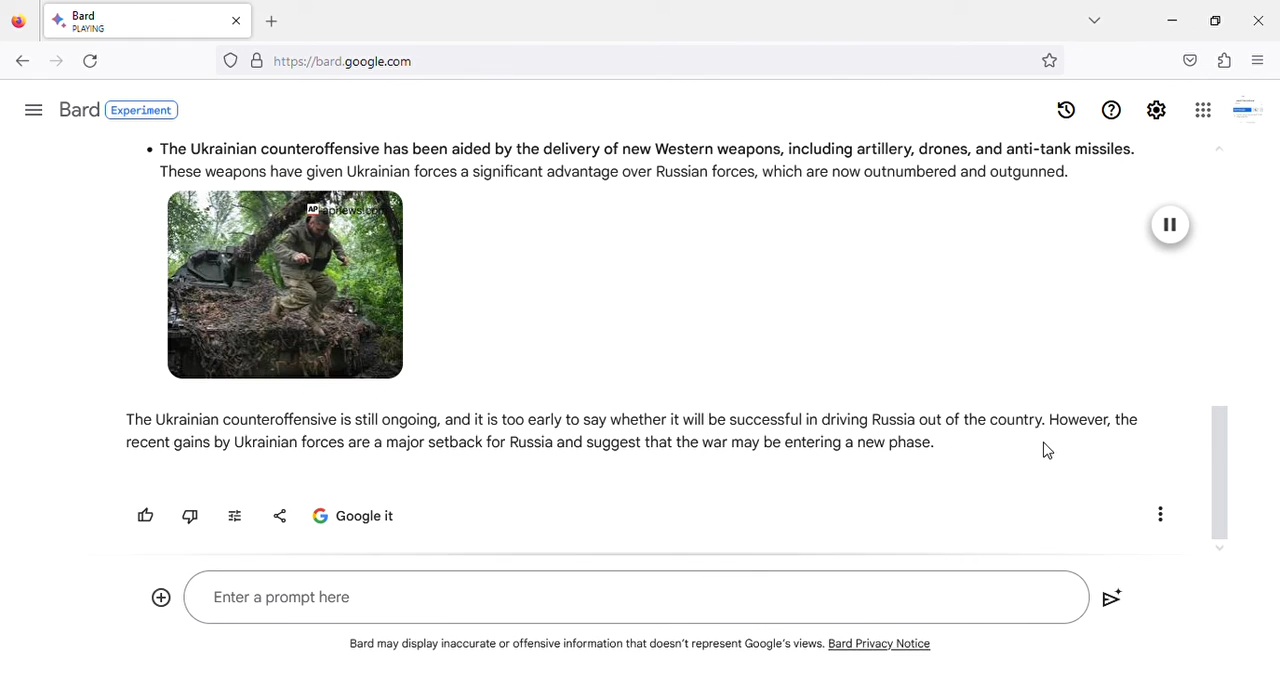 Bard
PLAYING
https://bard.google.com
Bard Experiment
• The Ukrainian counteroffensive has been aided by the delivery of new Western weapons, including artillery, drones, and anti-tank missiles.
These weapons have given Ukrainian forces a significant advantage over Russian forces, which are now outnumbered and outgunned.
AP apnews.com
The Ukrainian counteroffensive is still ongoing, and it is too early to say whether it will be successful in driving Russia out of the country. However, the
recent gains by Ukrainian forces are a major setback for Russia and suggest that the war may be entering a new phase.
Google it
Enter a prompt here
Bard may display inaccurate or offensive information that doesn't represent Google's views. Bard Privacy Notice